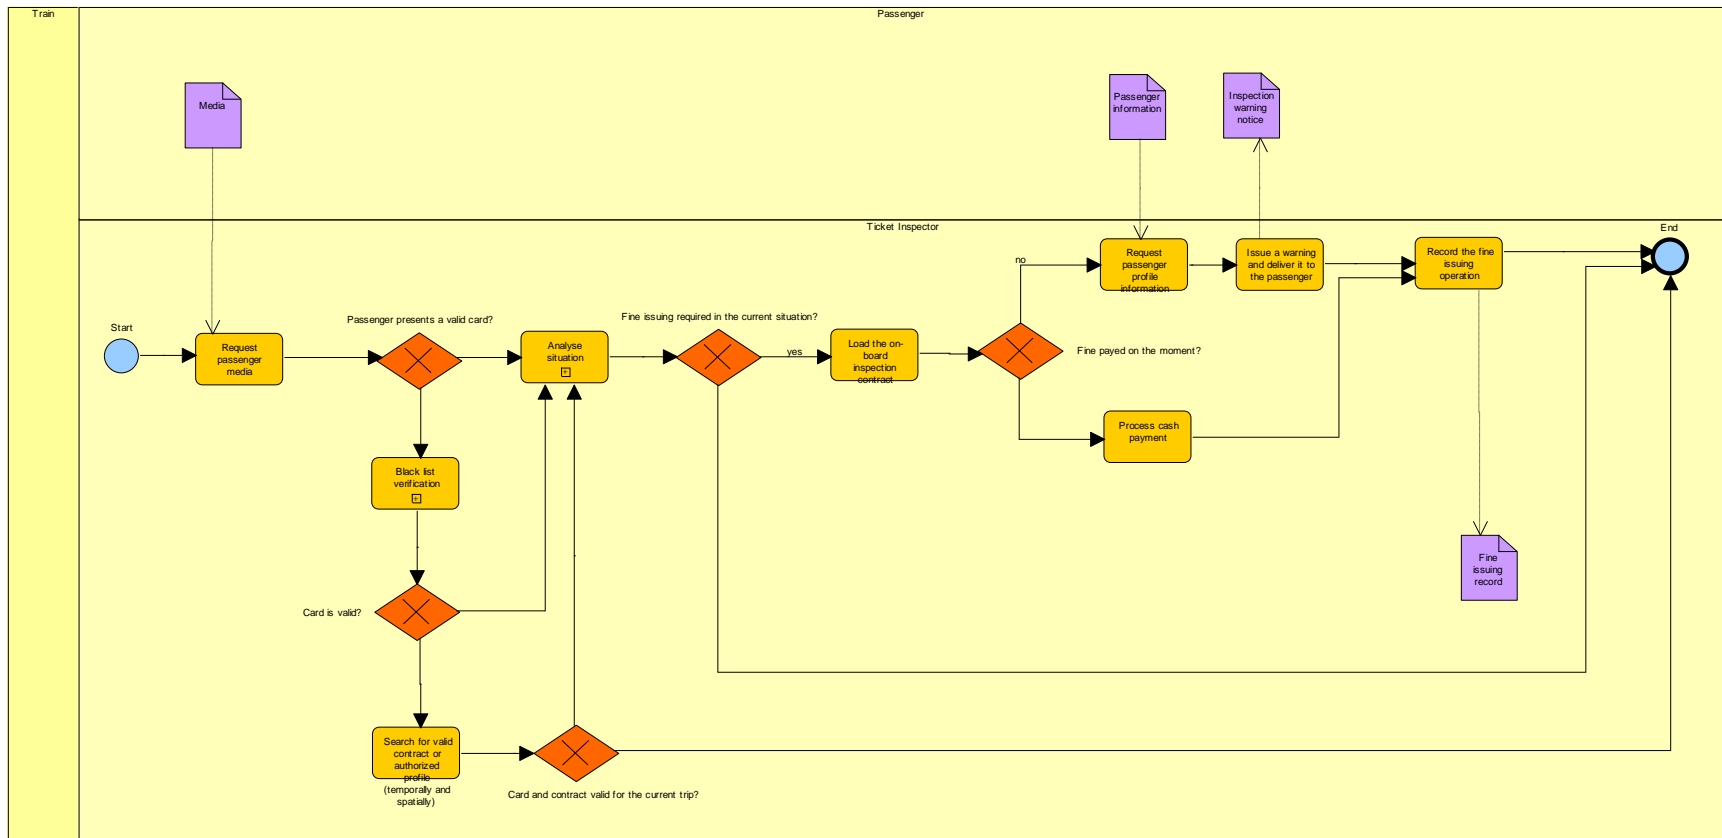 Train
Passenger
Media
Passenger
information
Inspection
warning
notice
Ticket Inspector
End
Start
Request
passenger
media
Passenger presents a valid card?
Analyse
situation
Fine issuing required in the current situation?
yes
Load the on-
board
inspection
contract
no
Fine payed on the moment?
Request
passenger
profile
information
Issue a warning
and deliver it to
the passenger
Record the fine
issuing
operation
Process cash
payment
Black list
verification
Card is valid?
Fine
issuing
record
Search for valid
contract or
authorized
profile
(temporally and
spatially)
Card and contract valid for the current trip?